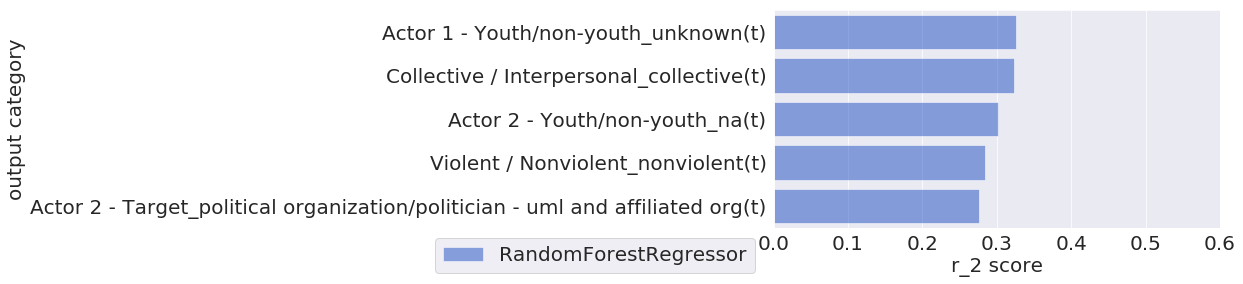 output category
Actor 1 - Youth/non-youth_unknown(t)
Collective / Interpersonal_collective(t)
Actor 2 - Youth/non-youth_na(t)
Violent / Nonviolent_nonviolent(t)
Actor 2 - Target_political organization/politician - uml and affiliated org(t)
0.0 0.1 0.2 0.3 0.4 0.5 0.6
r_2 score
RandomForestRegressor